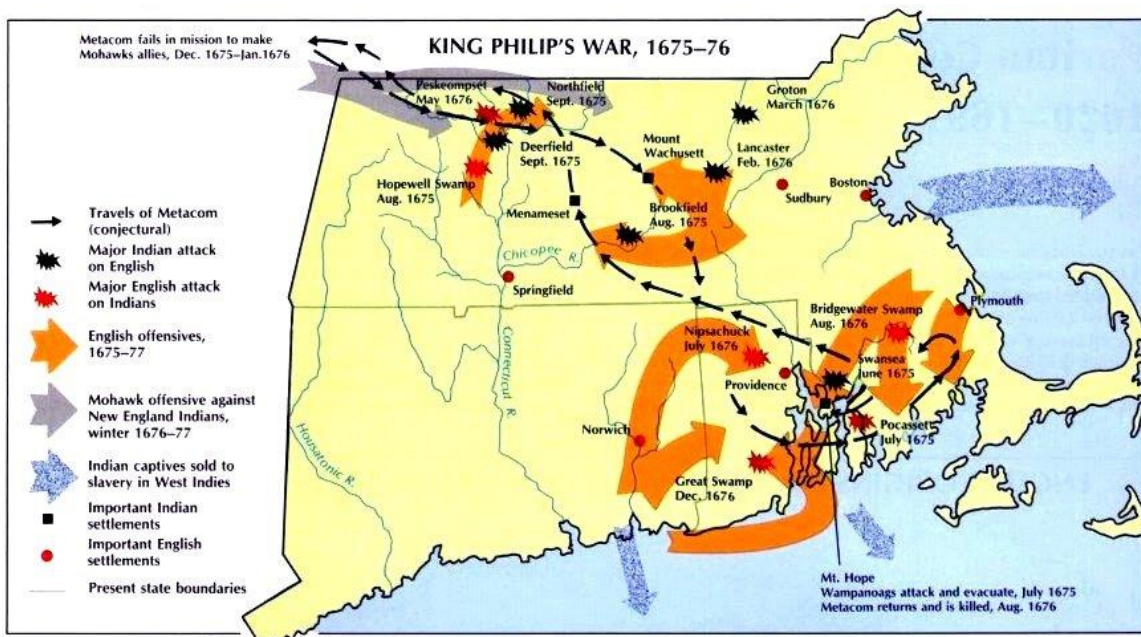 KING PHILIP'S WAR, 1675–76
Metacom fails in mission to make
Mohawks allies, Dec. 1675–Jan.1676
Peskeompset
May 1676
Northfield
Sept. 1675
Groton
March 1676
Deerfield
Sept. 1675
Mount
Wachusett
Lancaster
Feb. 1676
Hopewell Swamp
Aug. 1675
Menameset
Brookfield
Aug. 1675
Sudbury
Boston
Chicopee R.
Springfield
Connecticut R.
Housatonic R.
Nipsachuck
July 1676
Bridgewater Swamp
Aug. 1676
Plymouth
Swansea
June 1675
Providence
Norwich
Pocassett
July 1675
Great Swamp
Dec. 1676
Mt. Hope
Wampanoags attack and evacuate, July 1675
Metacom returns and is killed, Aug. 1676
Travels of Metacom
(conjectural)
Major Indian attack
on English
Major English attack
on Indians
English offensives,
1675–77
Mohawk offensive against
New England Indians,
winter 1676–77
Indian captives sold to
slavery in West Indies
Important Indian
settlements
Important English
settlements
Present state boundaries